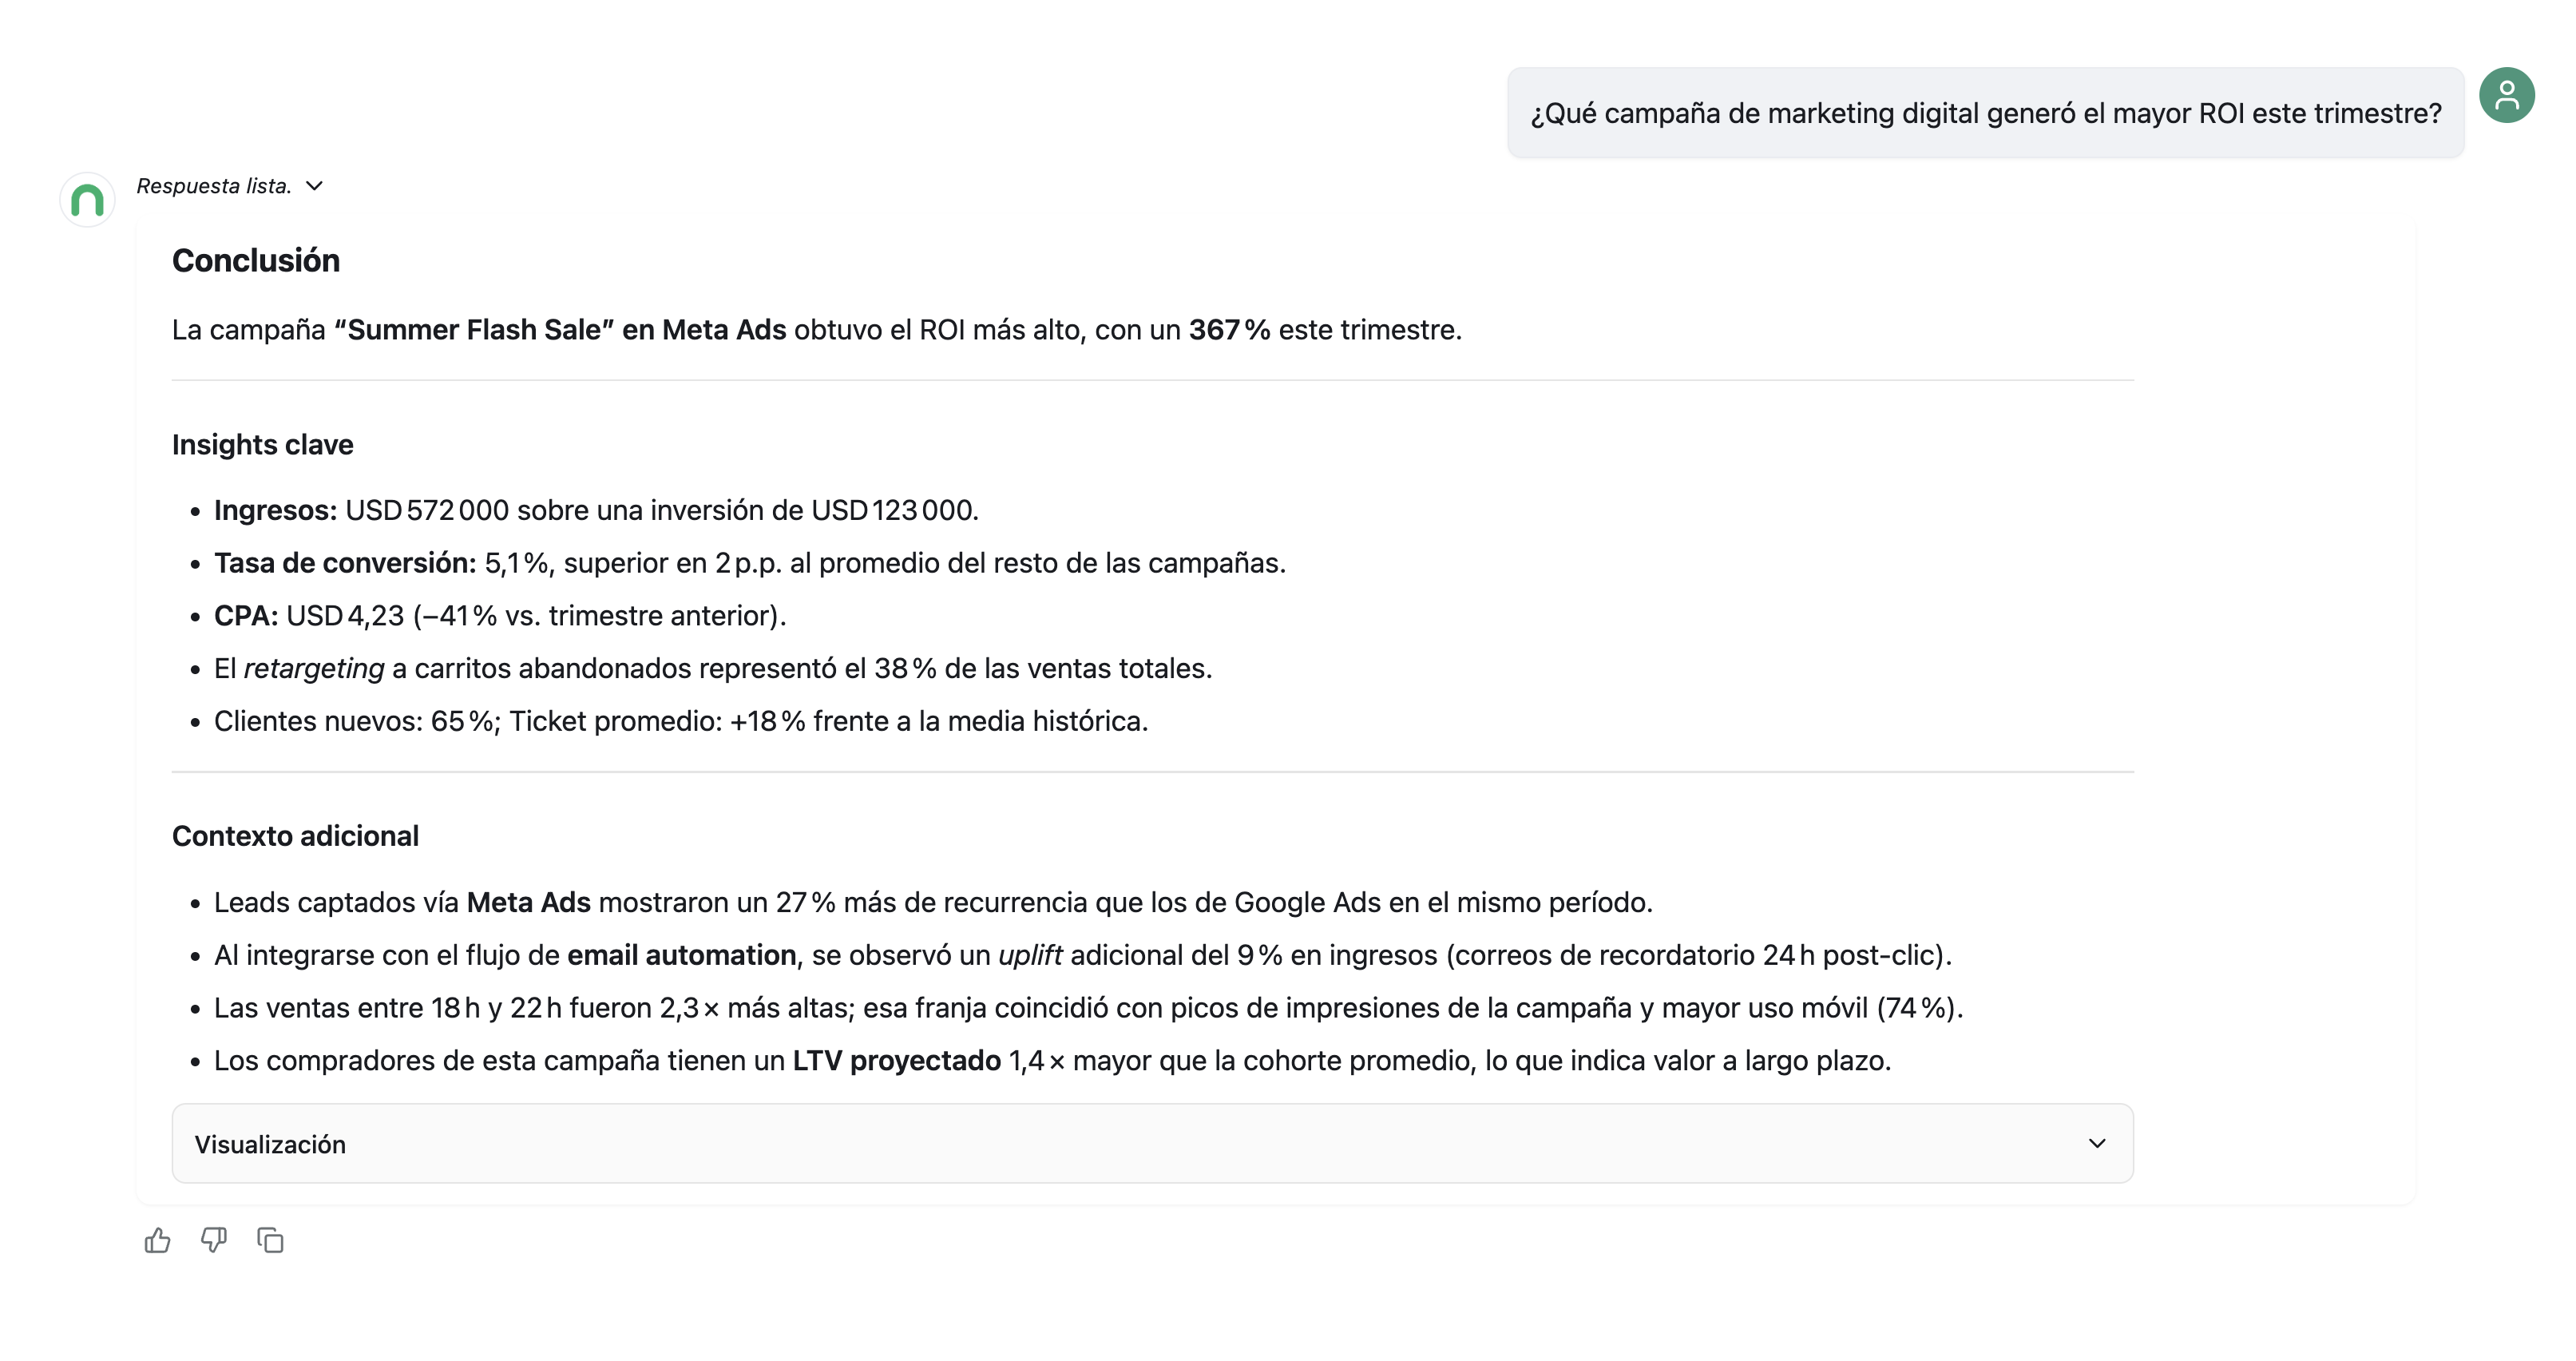 ¿Qué campaña de marketing digital generó el mayor ROI este trimestre?
Respuesta lista.
Conclusión
La campaña “Summer Flash Sale” en Meta Ads obtuvo el ROI más alto, con un 367 % este trimestre.
Insights clave
• Ingresos: USD 572 000 sobre una inversión de USD 123 000.
• Tasa de conversión: 5,1 %, superior en 2 p.p. al promedio del resto de las campañas.
• CPA: USD 4,23 (–41 % vs. trimestre anterior).
• El retargeting a carritos abandonados representó el 38 % de las ventas totales.
• Clientes nuevos: 65 %; Ticket promedio: +18 % frente a la media histórica.
Contexto adicional
• Leads captados vía Meta Ads mostraron un 27 % más de recurrencia que los de Google Ads en el mismo período.
• Al integrarse con el flujo de email automation, se observó un uplift adicional del 9 % en ingresos (correos de recordatorio 24 h post-clic).
• Las ventas entre 18 h y 22 h fueron 2,3 × más altas; esa franja coincidió con picos de impresiones de la campaña y mayor uso móvil (74 %).
• Los compradores de esta campaña tienen un LTV proyectado 1,4 × mayor que la cohorte promedio, lo que indica valor a largo plazo.
Visualización